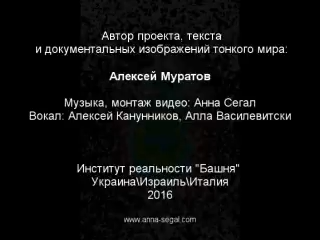 Автор проекта, текста
и документальных изображений тонкого мира:
Алексей Муратов
Музыка, монтаж видео: Анна Сегал
Вокал: Алексей Канунников, Алла Василевитски
Институт реальности "Башня"
Украина\Израиль\Италия
2016
www.anna-segal.com